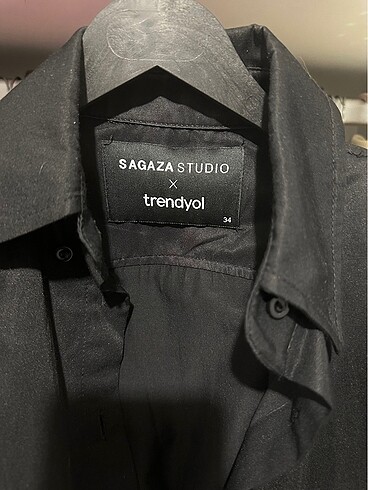 SAGAZA STUDIO
×
trendyol
34